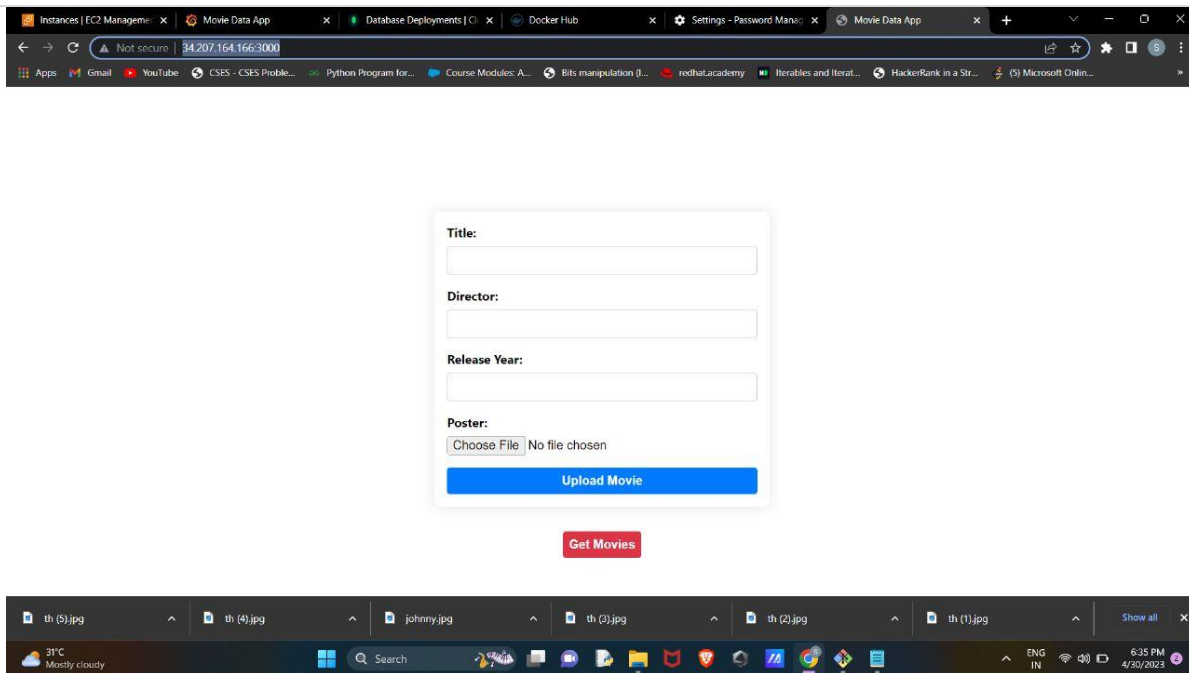 Instances | EC2 Managemer
Movie Data App
Database Deployments | Cl
Docker Hub
Settings - Password Manag
Movie Data App
Not secure | 34.207.164.166:3000
Apps
Gmail
YouTube
CSES - CSES Proble...
Python Program for...
Course Modules: A...
Bits manipulation (I...
redhat.academy
Iterables and Iterat...
HackerRank in a Str...
(5) Microsoft Onlin...
»
Title:
Director:
Release Year:
Poster:
Choose File No file chosen
Upload Movie
Get Movies
th (5).jpg
th (4).jpg
johnny.jpg
th (3).jpg
th (2).jpg
th (1).jpg
Show all
31°C
Mostly cloudy
Search
ENG
IN
6:35 PM
4/30/2023
2